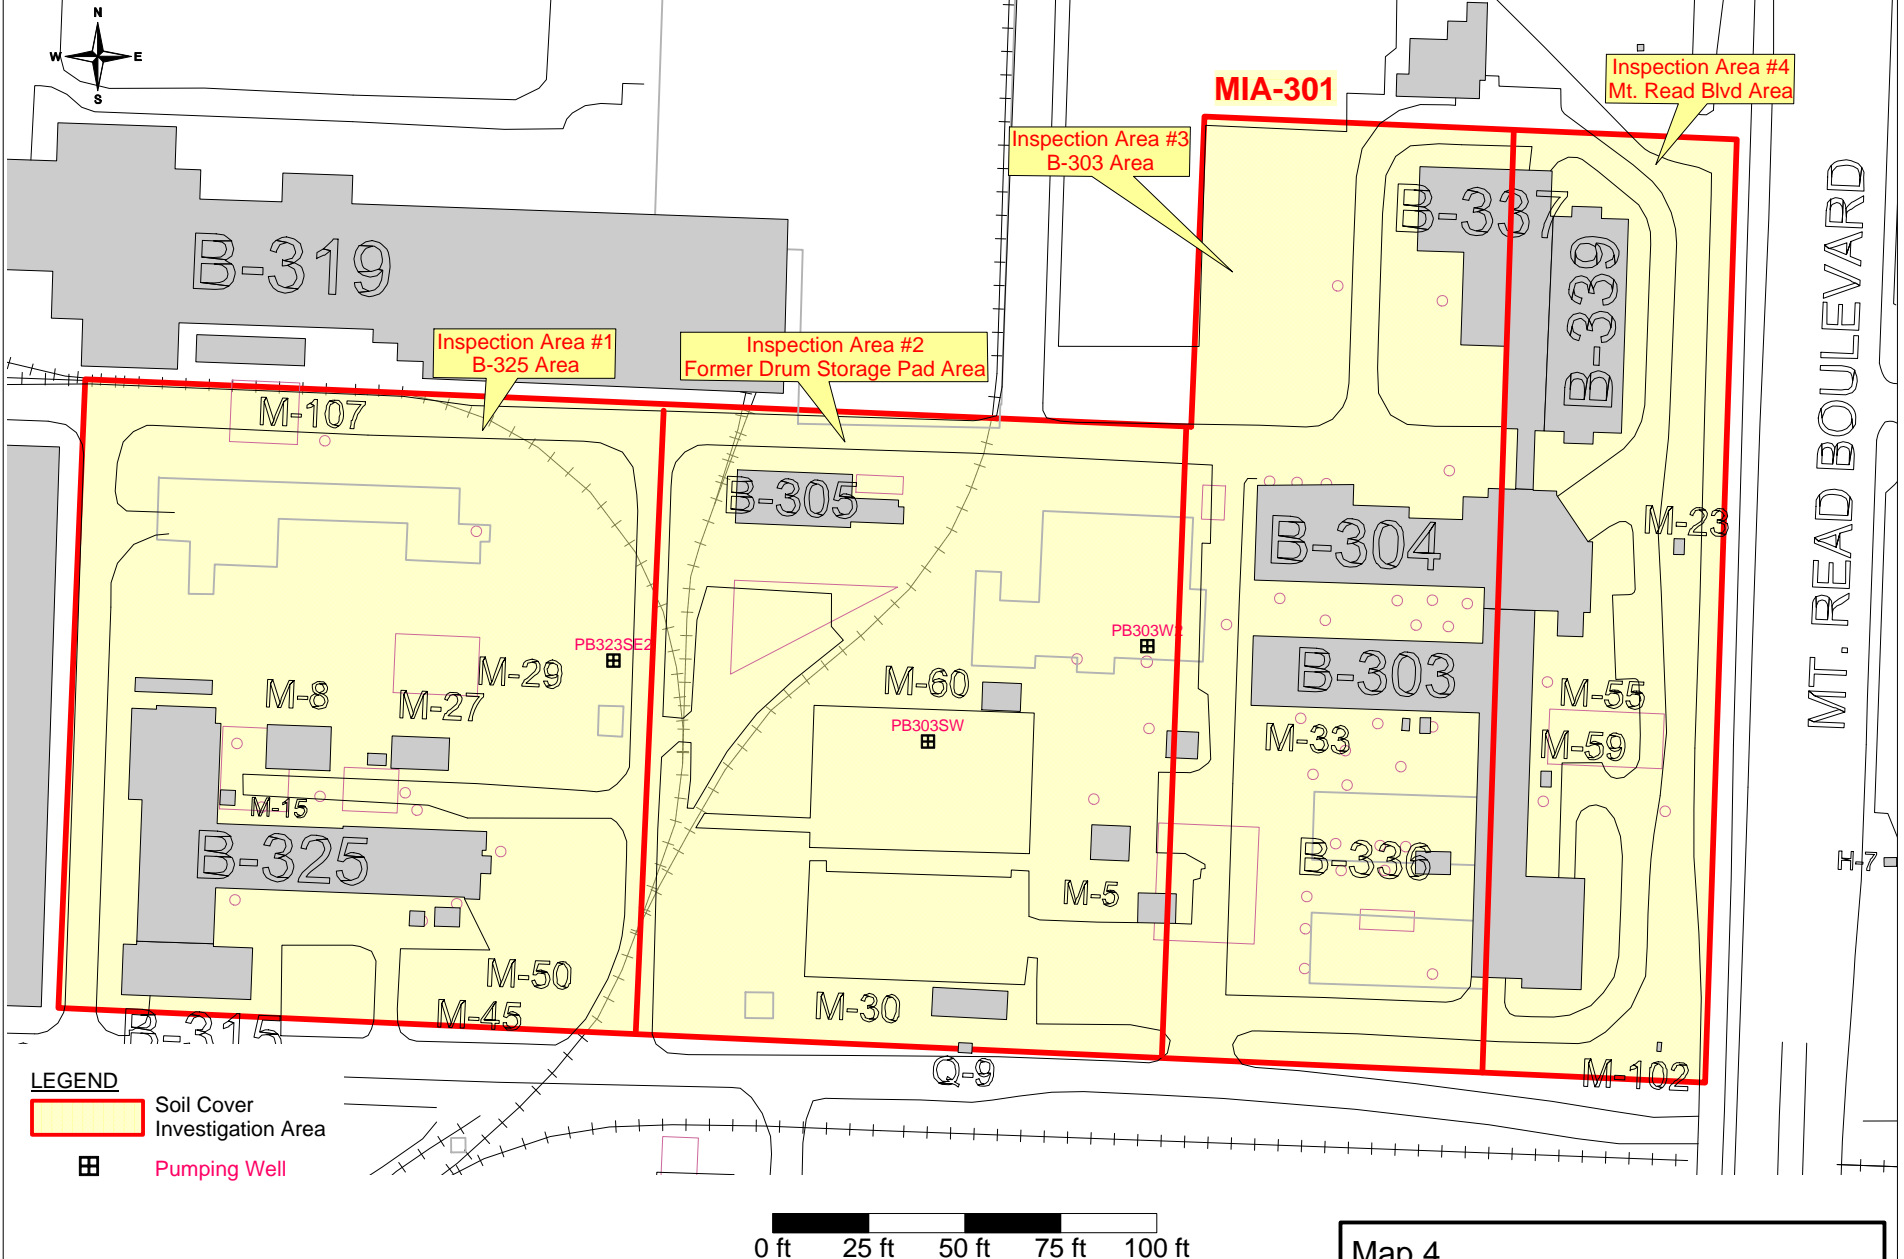 N
W
E
S
MIA-301
Inspection Area #4
Mt. Read Blvd Area
Inspection Area #3
B-303 Area
B-319
B-337
B-339
MT. READ BOULEVARD
Inspection Area #1
B-325 Area
Inspection Area #2
Former Drum Storage Pad Area
M-107
B-305
B-304
M-23
PB323SE2
PB303W2
M-29
M-8
M-27
M-60
B-303
M-55
PB303SW
M-33
M-59
M-15
B-325
B-336
H-7
M-5
M-50
M-45
M-30
B-315
Q-9
M-102
LEGEND
Soil Cover
Investigation Area
Pumping Well
0 ft
25 ft
50 ft
75 ft
100 ft
Map 4